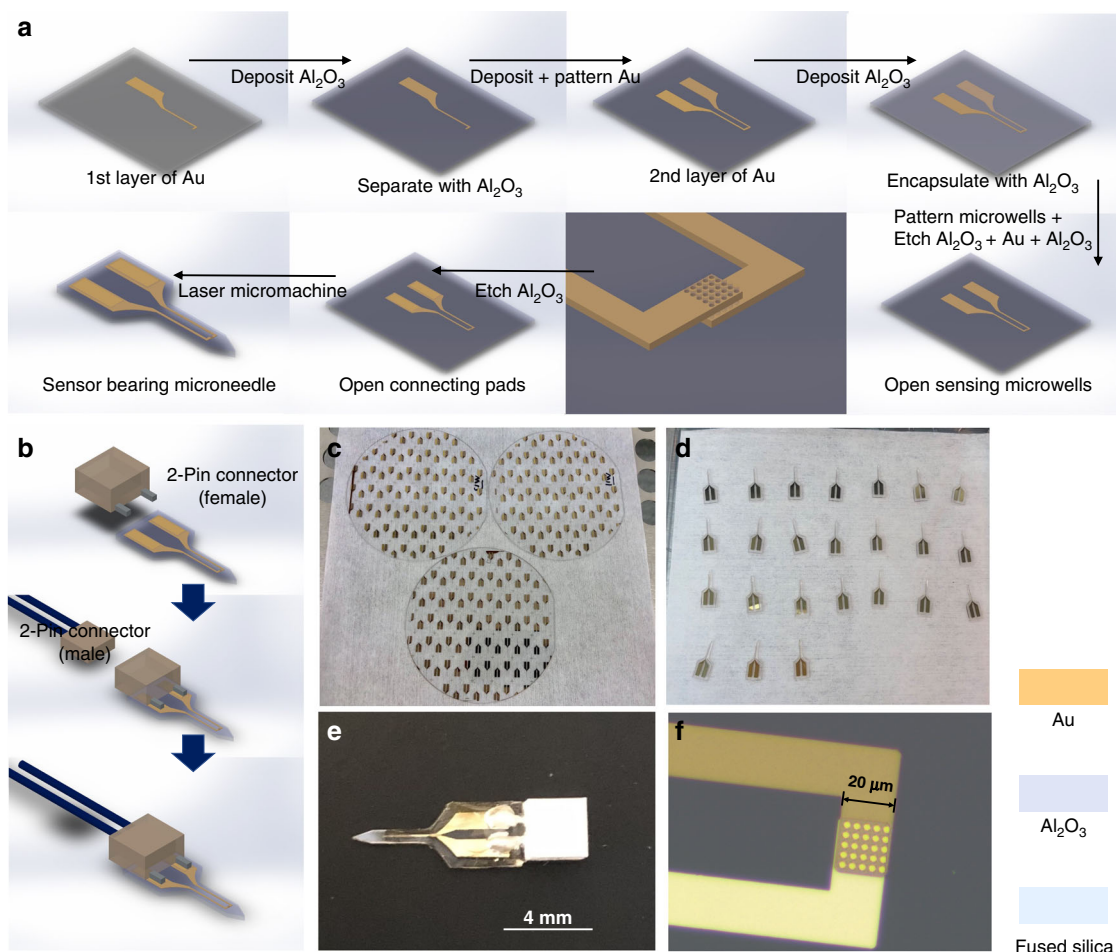 a
Deposit Al₂O₃
Deposit + pattern Au
Deposit Al₂O₃
1st layer of Au
Separate with Al₂O₃
2nd layer of Au
Encapsulate with Al₂O₃
Pattern microwells +
Etch Al₂O₃ + Au + Al₂O₃
Laser micromachine
Etch Al₂O₃
Sensor bearing microneedle
Open connecting pads
Open sensing microwells
b
2-Pin connector
(female)
2-Pin connector
(male)
c
d
e
4 mm
f
20 µm
Au
Al₂O₃
Fused silica